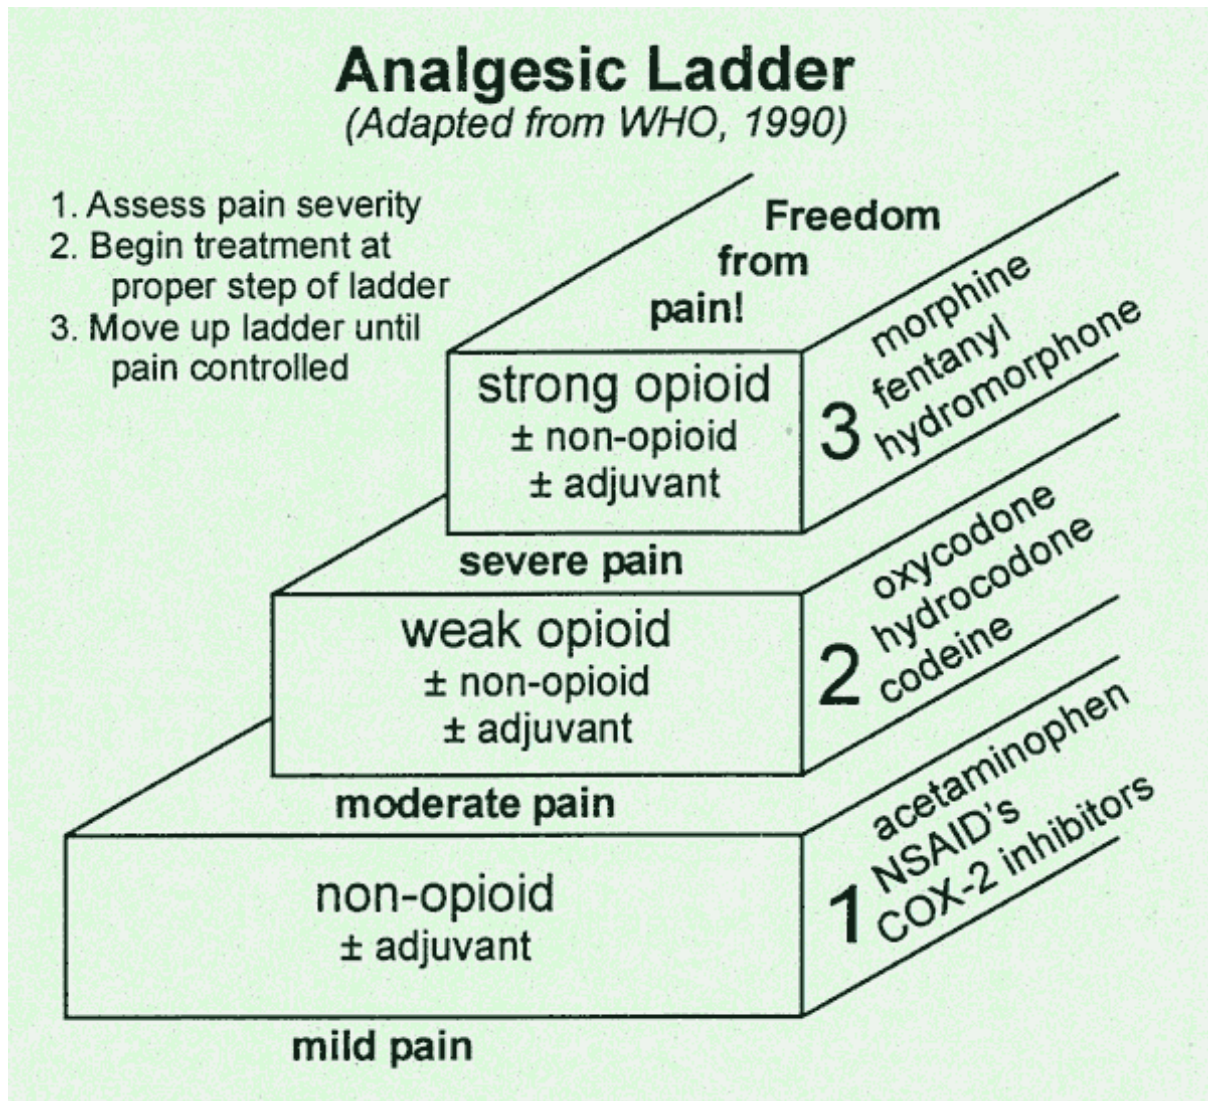 Analgesic Ladder
(Adapted from WHO, 1990)
1. Assess pain severity
2. Begin treatment at
proper step of ladder
3. Move up ladder until
pain controlled
Freedom
from
pain!
strong opioid
± non-opioid
± adjuvant
3
morphine
fentanyl
hydromorphone
severe pain
weak opioid
± non-opioid
± adjuvant
2
oxycodone
hydrocodone
codeine
moderate pain
non-opioid
± adjuvant
1
acetaminophen
NSAID's
COX-2 inhibitors
mild pain